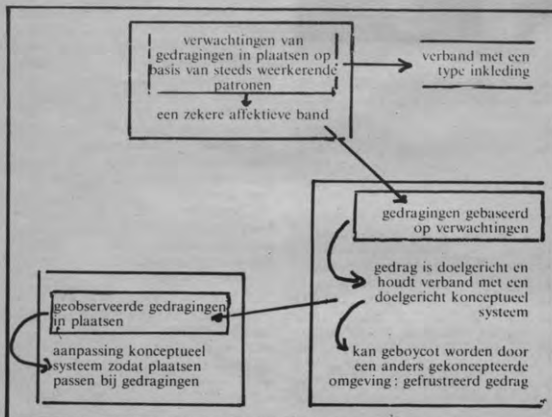 verwachtingen van
gedragingen in plaatsen op
basis van steeds weerkerende
patronen
een zekere affektieve band
verband met een
type inkleding
gedragingen gebaseerd
op verwachtingen
gedrag is doelgericht en
houdt verband met een
doelgericht konceptueel
systeem
kan geboycot worden door
een anders gekoncepteerde
omgeving : gefrustreerd gedrag
geobserveerde gedragingen
in plaatsen
aanpassing konceptueel
systeem zodat plaatsen
passen bij gedragingen